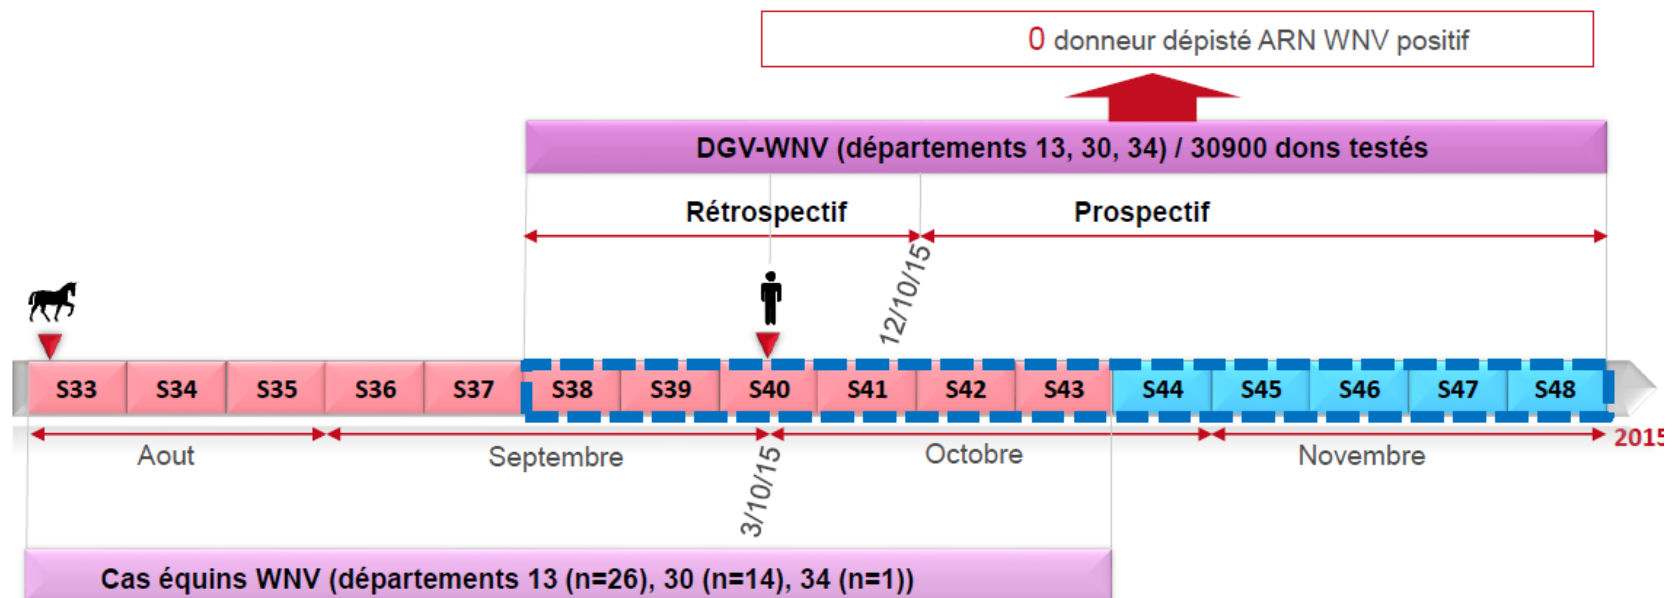 0 donneur dépisté ARN WNV positif
DGV-WNV (départements 13, 30, 34) / 30900 dons testés
Rétrospectif
Prospectif
12/10/15
S33 S34 S35 S36 S37 S38 S39 S40 S41 S42 S43 S44 S45 S46 S47 S48
2015
Aout
Septembre
Octobre
Novembre
3/10/15
Cas équins WNV (départements 13 (n=26), 30 (n=14), 34 (n=1))